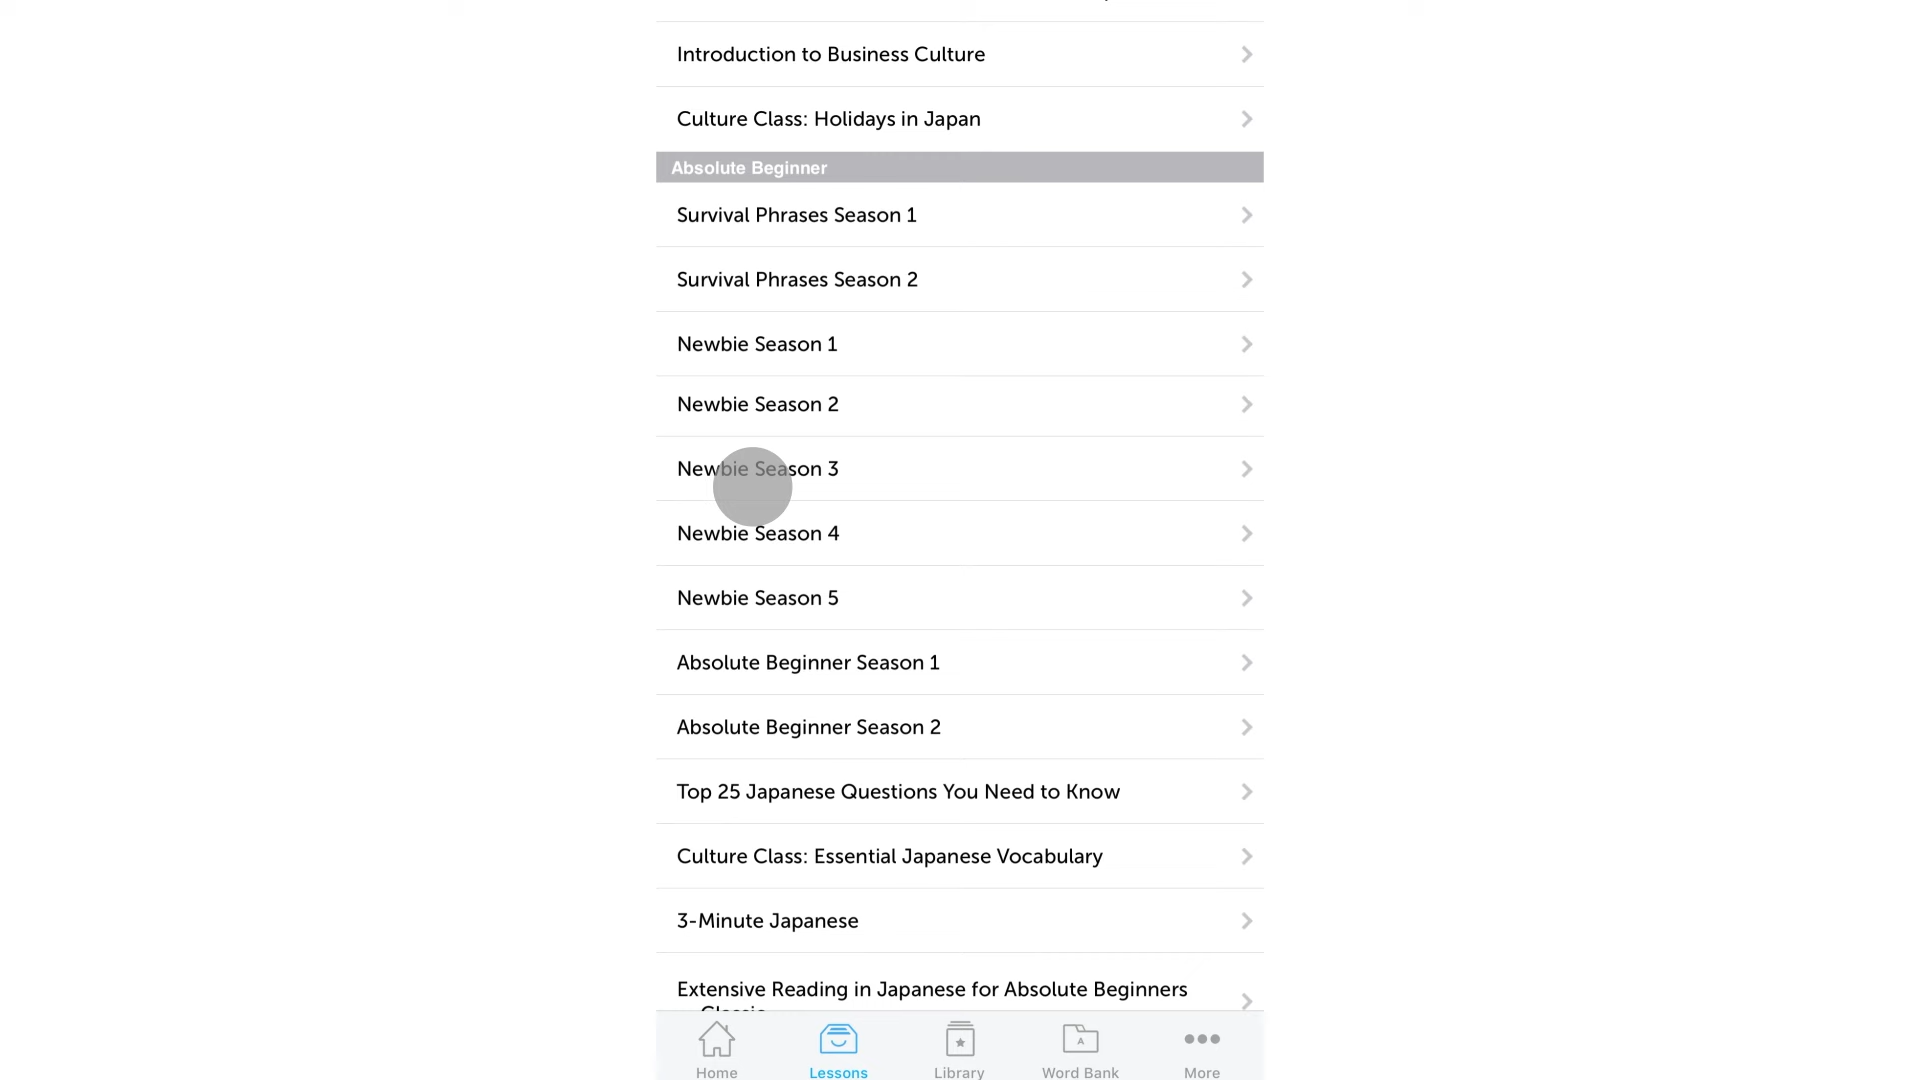 Introduction to Business Culture
Culture Class: Holidays in Japan
Absolute Beginner
Survival Phrases Season 1
Survival Phrases Season 2
Newbie Season 1
Newbie Season 2
Newbie Season 3
Newbie Season 4
Newbie Season 5
Absolute Beginner Season 1
Absolute Beginner Season 2
Top 25 Japanese Questions You Need to Know
Culture Class: Essential Japanese Vocabulary
3-Minute Japanese
Extensive Reading in Japanese for Absolute Beginners
A
Home
Lessons
Library
Word Bank
More